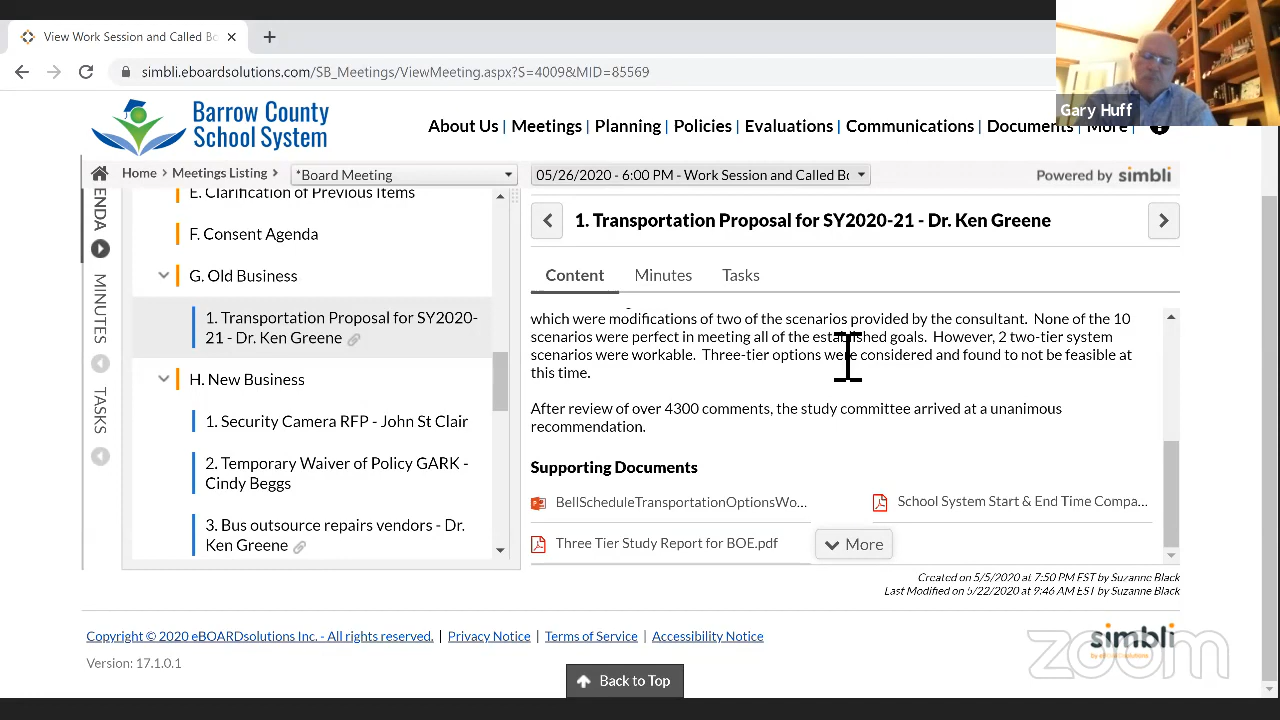 View Work Session and Called Bo
simbli.eboardsolutions.com/SB_Meetings/ViewMeeting.aspx?S=4009&MID=85569
Gary Huff
Barrow County
School System
About Us | Meetings | Planning | Policies | Evaluations | Communications | Documents | More
Home > Meetings Listing >
*Board Meeting
05/26/2020 - 6:00 PM - Work Session and Called Bo
Powered by simbli
ENDA
MINUTES
TASKS
E. Clarification of Previous Items
F. Consent Agenda
G. Old Business
1. Transportation Proposal for SY2020-
21 - Dr. Ken Greene
H. New Business
1. Security Camera RFP - John St Clair
2. Temporary Waiver of Policy GARK -
Cindy Beggs
3. Bus outsource repairs vendors - Dr.
Ken Greene
1. Transportation Proposal for SY2020-21 - Dr. Ken Greene
Content Minutes Tasks
which were modifications of two of the scenarios provided by the consultant. None of the 10
scenarios were perfect in meeting all of the established goals. However, 2 two-tier system
scenarios were workable. Three-tier options were considered and found to not be feasible at
this time.
After review of over 4300 comments, the study committee arrived at a unanimous
recommendation.
Supporting Documents
BellScheduleTransportationOptionsWo...
School System Start & End Time Compa...
Three Tier Study Report for BOE.pdf
More
Created on 5/5/2020 at 7:50 PM EST by Suzanne Black
Last Modified on 5/22/2020 at 9:46 AM EST by Suzanne Black
Copyright © 2020 eBOARDsolutions Inc. - All rights reserved. | Privacy Notice | Terms of Service | Accessibility Notice
Version: 17.1.0.1
simbli
zoom
Back to Top